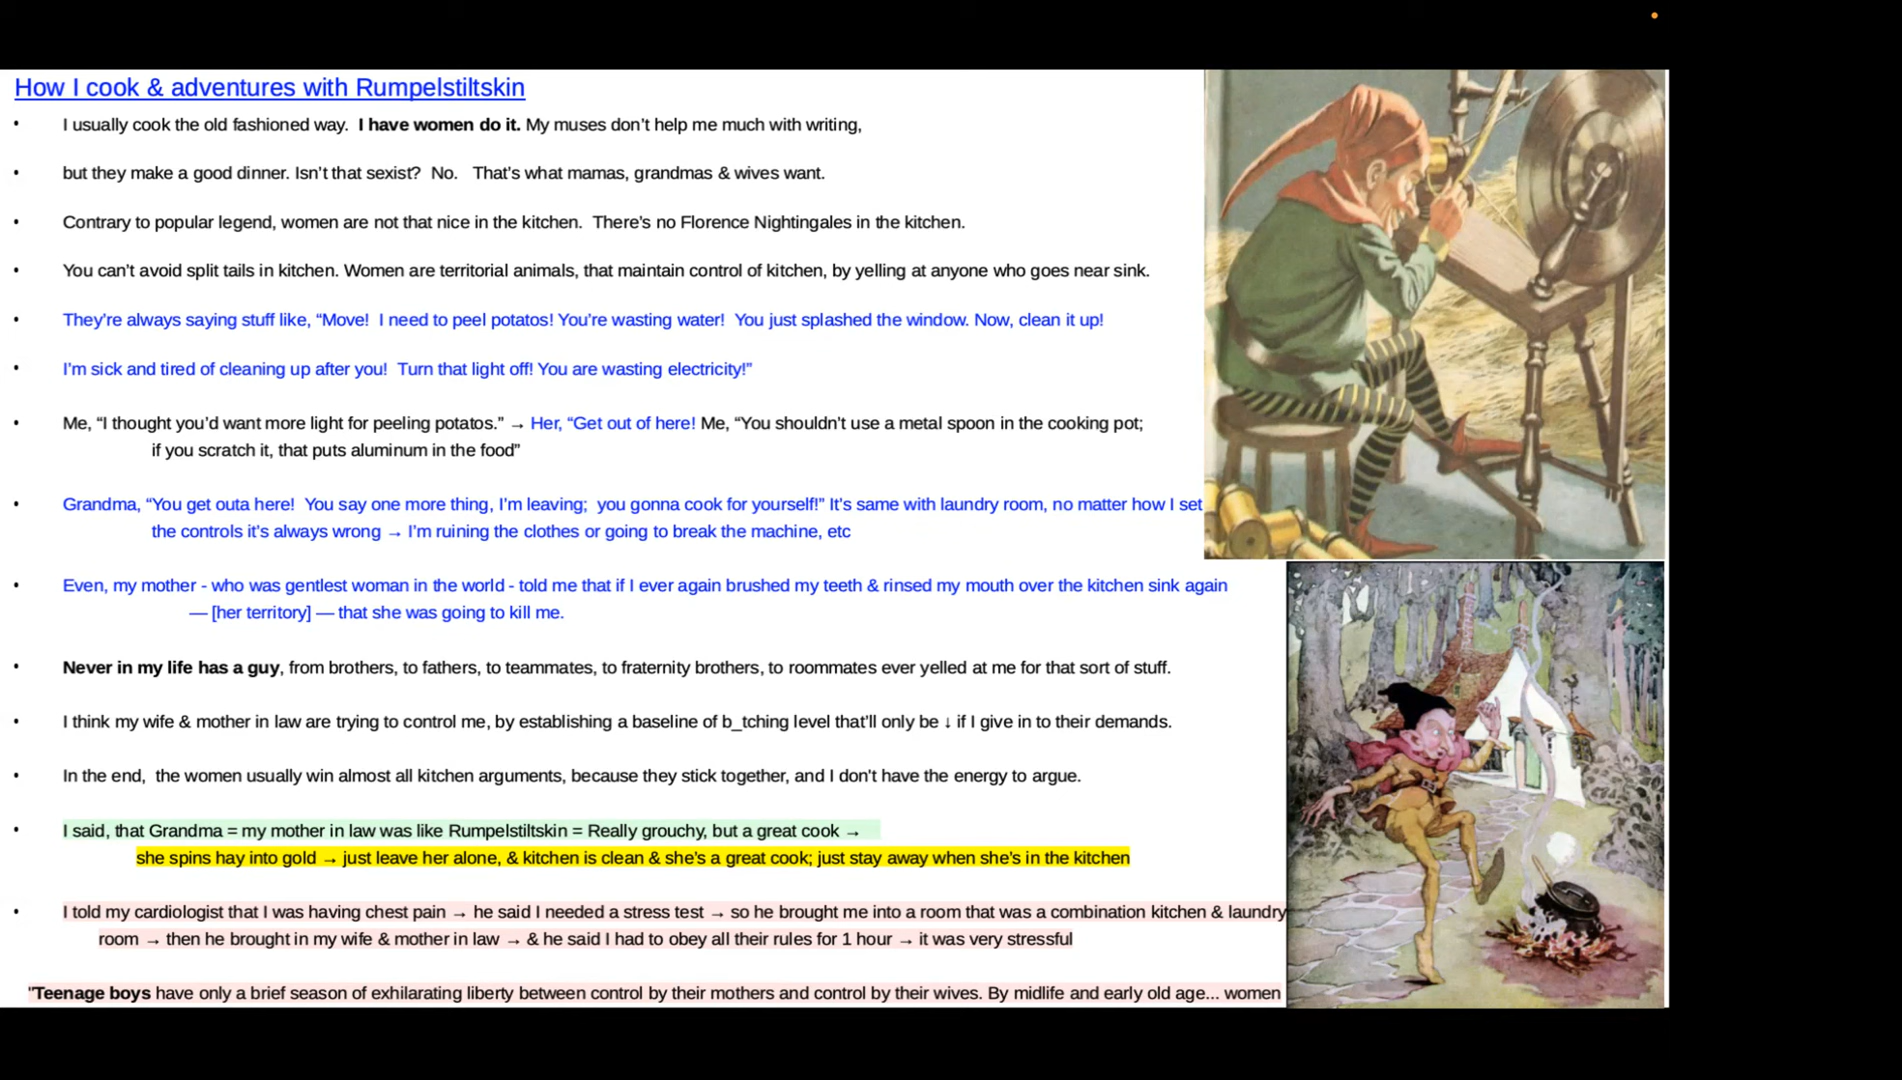 How I cook & adventures with Rumpelstiltskin
• I usually cook the old fashioned way.  I have women do it. My muses don't help me much with writing,
• but they make a good dinner. Isn't that sexist?  No.   That's what mamas, grandmas & wives want.
• Contrary to popular legend, women are not that nice in the kitchen.  There's no Florence Nightingales in the kitchen.
• You can't avoid split tails in kitchen. Women are territorial animals, that maintain control of kitchen, by yelling at anyone who goes near sink.
• They're always saying stuff like, “Move!  I need to peel potatos! You're wasting water!  You just splashed the window. Now, clean it up!
• I'm sick and tired of cleaning up after you!  Turn that light off! You are wasting electricity!”
• Me, “I thought you'd want more light for peeling potatos.” → Her, “Get out of here! Me, “You shouldn't use a metal spoon in the cooking pot;
if you scratch it, that puts aluminum in the food”
• Grandma, “You get outa here!  You say one more thing, I'm leaving;  you gonna cook for yourself!” It's same with laundry room, no matter how I set
the controls it's always wrong → I'm ruining the clothes or going to break the machine, etc
• Even, my mother - who was gentlest woman in the world - told me that if I ever again brushed my teeth & rinsed my mouth over the kitchen sink again
— [her territory] — that she was going to kill me.
• Never in my life has a guy, from brothers, to fathers, to teammates, to fraternity brothers, to roommates ever yelled at me for that sort of stuff.
• I think my wife & mother in law are trying to control me, by establishing a baseline of b_tching level that'll only be ↓ if I give in to their demands.
• In the end,  the women usually win almost all kitchen arguments, because they stick together, and I don't have the energy to argue.
• I said, that Grandma = my mother in law was like Rumpelstiltskin = Really grouchy, but a great cook →
she spins hay into gold → just leave her alone, & kitchen is clean & she's a great cook; just stay away when she's in the kitchen
• I told my cardiologist that I was having chest pain → he said I needed a stress test → so he brought me into a room that was a combination kitchen & laundry
room → then he brought in my wife & mother in law → & he said I had to obey all their rules for 1 hour → it was very stressful
"Teenage boys have only a brief season of exhilarating liberty between control by their mothers and control by their wives. By midlife and early old age... women